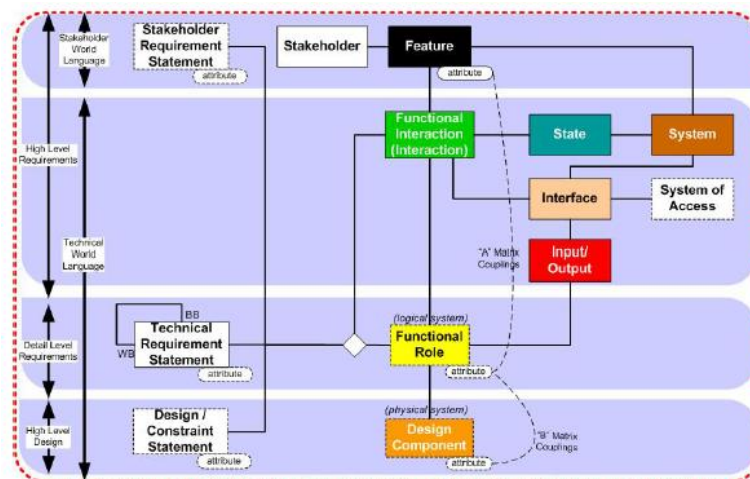 Stakeholder
World
Language
Stakeholder
Requirement
Statement
attribute
Stakeholder
Feature
attribute
High Level
Requirements
Technical
World
Language
Functional
Interaction
(Interaction)
State
System
Interface
System of
Access
"A" Matrix
Couplings
Input/
Output
Detail Level
Requirements
BB
WB
Technical
Requirement
Statement
attribute
(logical system)
Functional
Role
attribute
High Level
Design
Design /
Constraint
Statement
attribute
(physical system)
Design
Component
attribute
"B" Matrix
Couplings